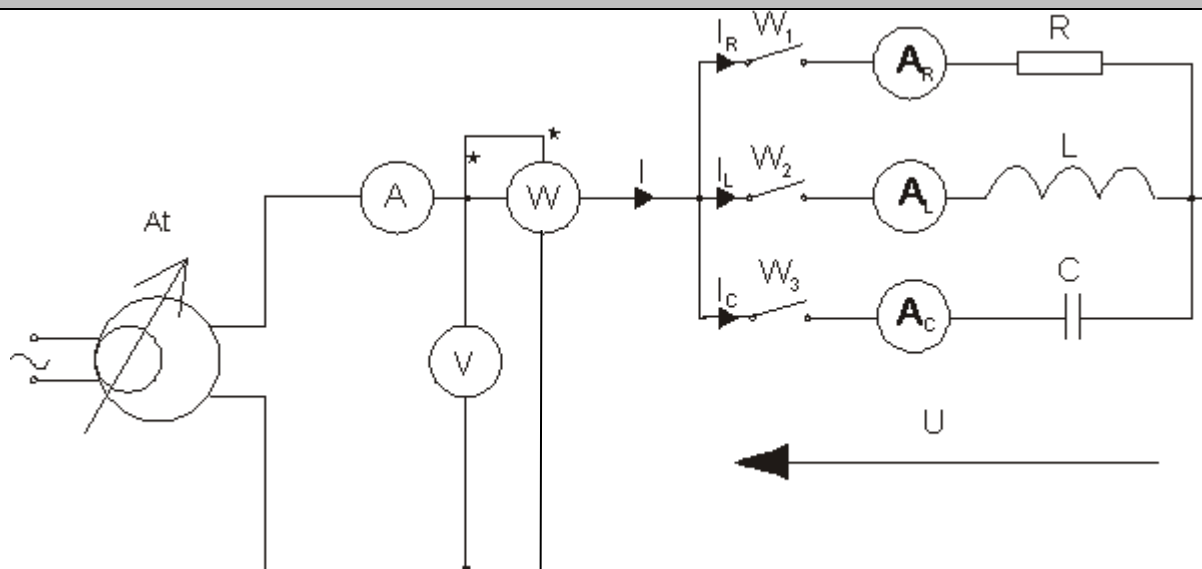 I_R W_1 A_R R
At A W I I_L W_2 A_L L
I_C W_3 A_C C
V
U